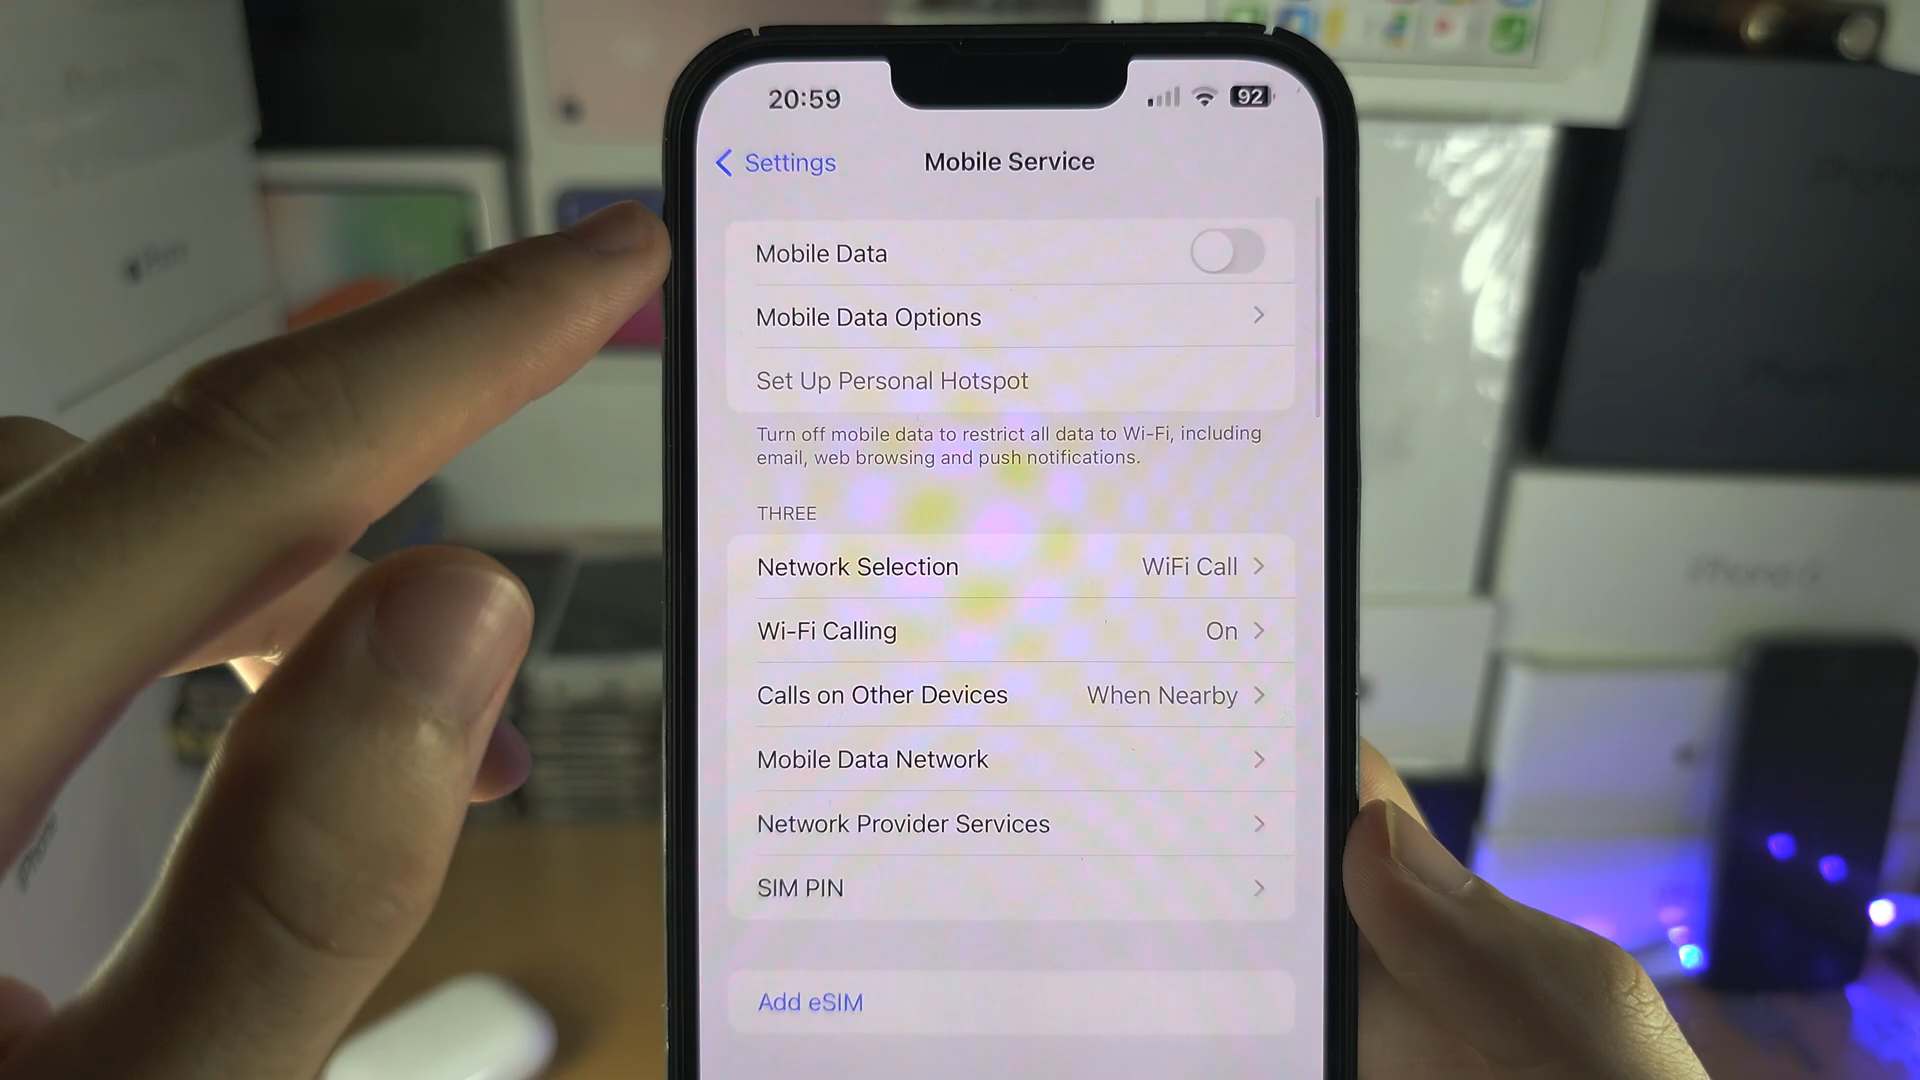 20:59
92
Settings
Mobile Service
Mobile Data
Mobile Data Options
Set Up Personal Hotspot
Turn off mobile data to restrict all data to Wi-Fi, including
email, web browsing and push notifications.
THREE
Network Selection WiFi Call
Wi-Fi Calling On
Calls on Other Devices When Nearby
Mobile Data Network
Network Provider Services
SIM PIN
Add eSIM
iPhone